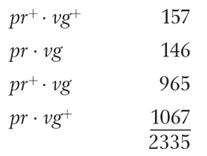 pr⁺ · vg⁺ 157
pr · vg 146
pr⁺ · vg 965
pr · vg⁺ 1067
2335